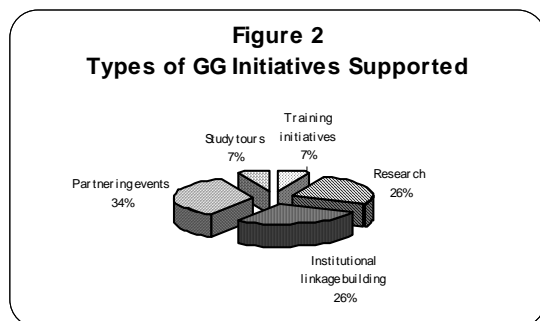 Figure 2
Types of GG Initiatives Supported
Training
initiatives
7%
Study tours
7%
Research
26%
Partnering events
34%
Institutional
linkage building
26%